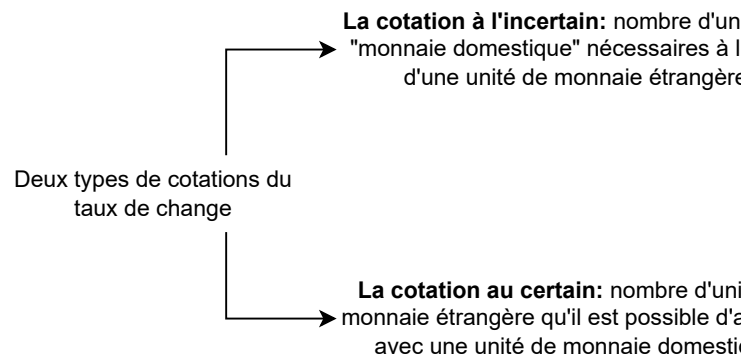 La cotation à l'incertain: nombre d'un
"monnaie domestique" nécessaires à l
d'une unité de monnaie étrangère
Deux types de cotations du
taux de change
La cotation au certain: nombre d'uni
monnaie étrangère qu'il est possible d'a
avec une unité de monnaie domesti